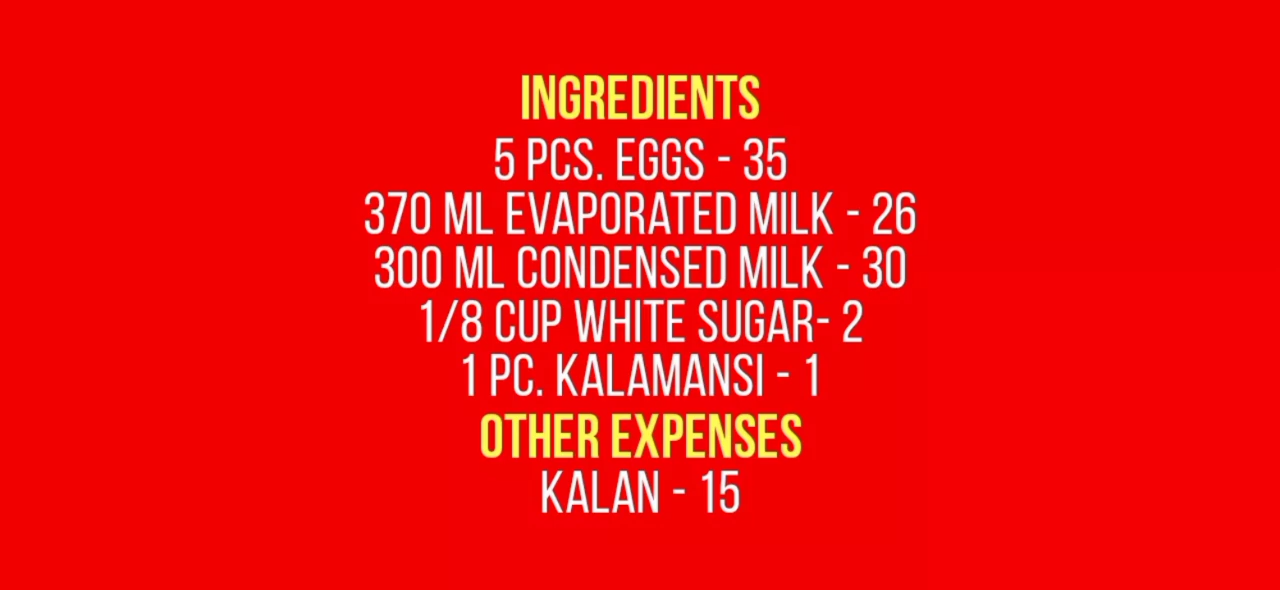 INGREDIENTS
5 PCS. EGGS - 35
370 ML EVAPORATED MILK - 26
300 ML CONDENSED MILK - 30
1/8 CUP WHITE SUGAR- 2
1 PC. KALAMANSI - 1
OTHER EXPENSES
KALAN - 15